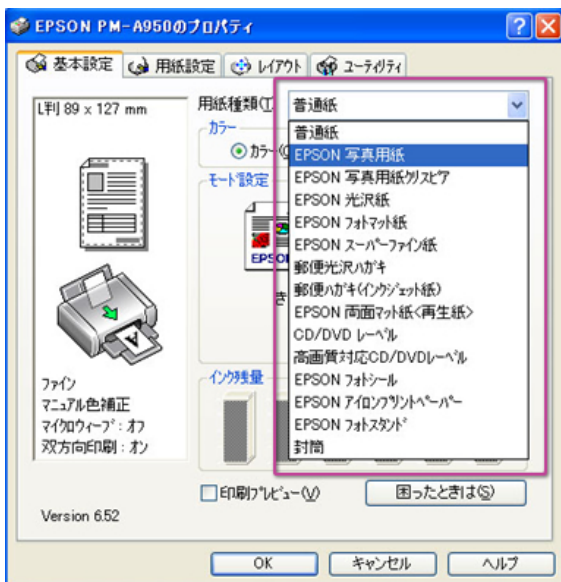 EPSON PM-A950のプロパティ
基本設定
用紙設定
レイアウト
ユーティリティ
L判 89 x 127 mm
用紙種類(T)
普通紙
カラー
カラー(C
モード設定
EPSO
き
普通紙
EPSON 写真用紙
EPSON 写真用紙クリスピア
EPSON 光沢紙
EPSON フォトマット紙
EPSON スーパーファイン紙
郵便光沢ハガキ
郵便ハガキ(インクジェット紙)
EPSON 両面マット紙<再生紙>
CD/DVD レーベル
高画質対応CD/DVDレーベル
EPSON フォトシール
EPSON アイロンプリントペーパー
EPSON フォトスタンド
封筒
ファイン
マニュアル色補正
マイクロウィーブ : オフ
双方向印刷 : オン
インク残量
印刷プレビュー(V)
困ったときは(S)
Version 6.52
OK
キャンセル
ヘルプ